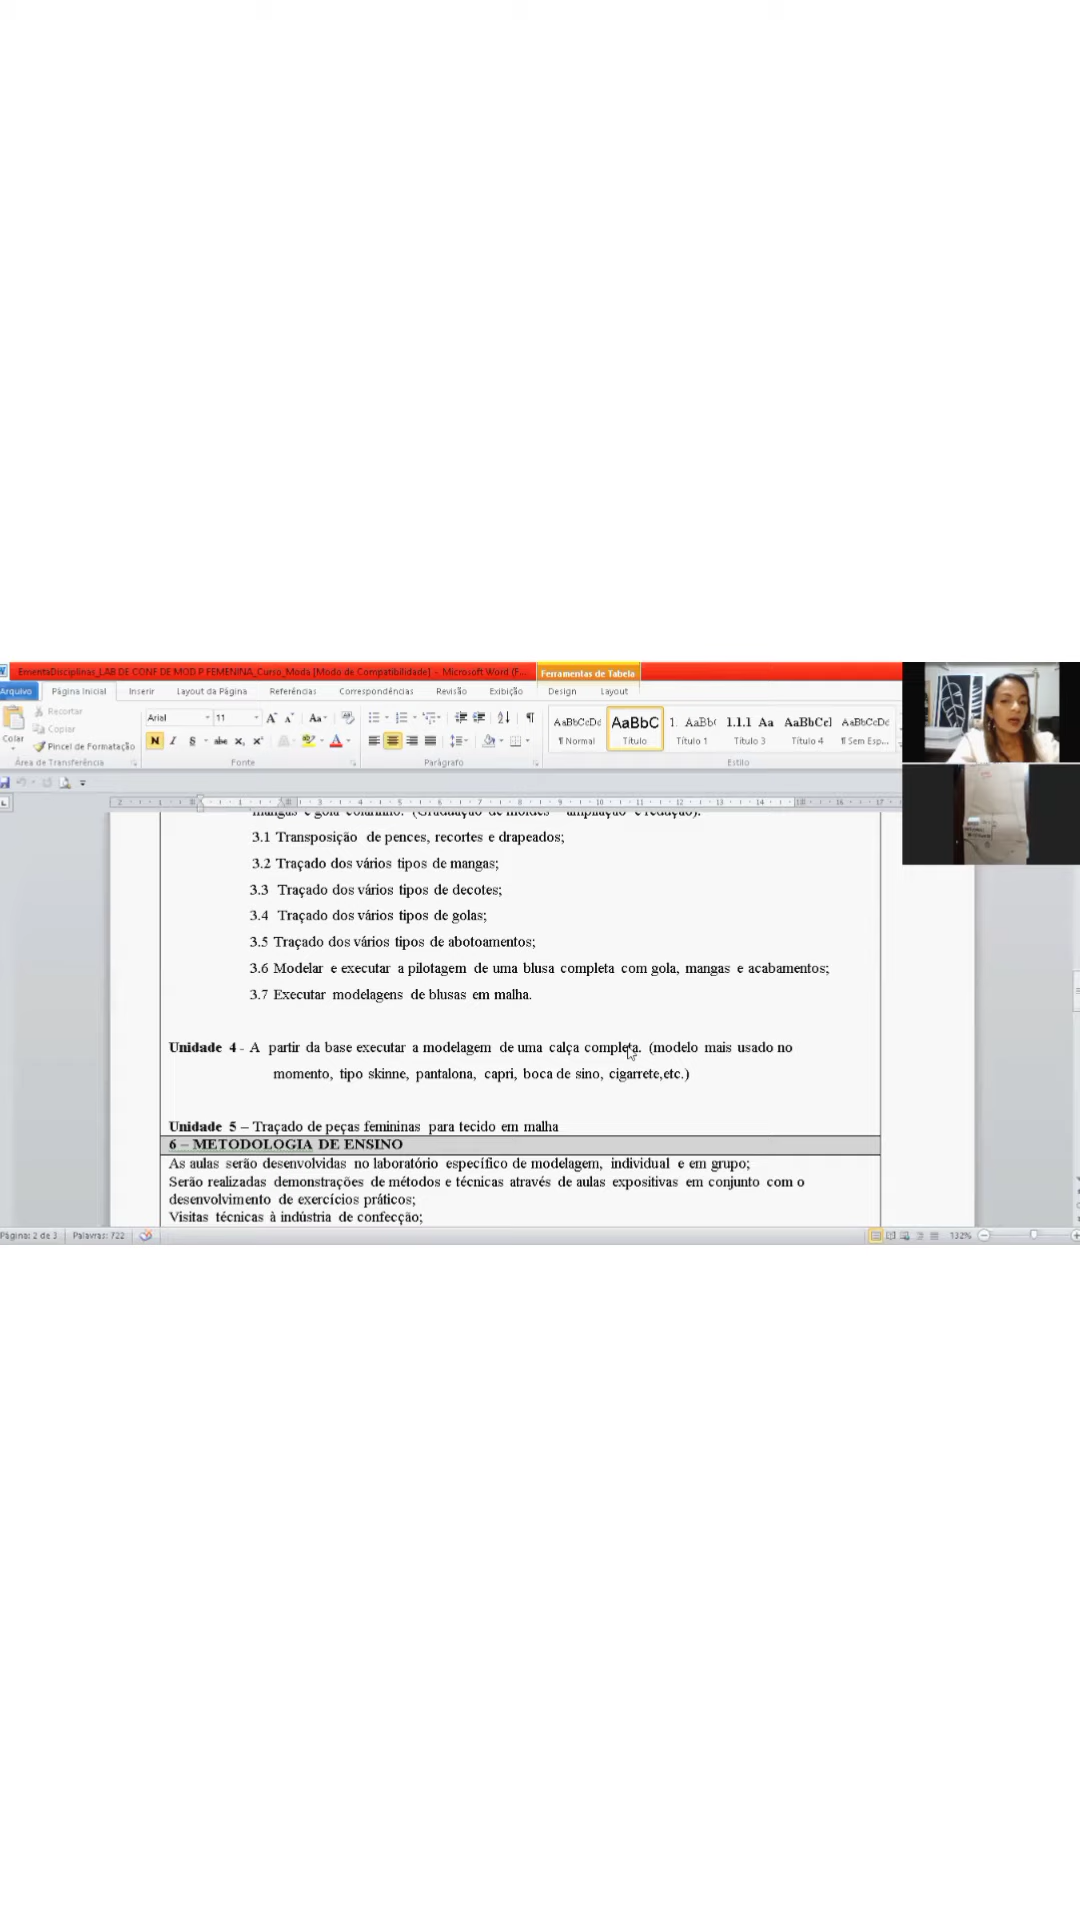 EmentaDisciplinas_LAB DE CONF DE MOD P FEMENINA_Curso_Moda [Modo de Compatibilidade] - Microsoft Word (F...
Ferramentas de Tabela
Arquivo Página Inicial Inserir Layout da Página Referências Correspondências Revisão Exibição Design Layout
Colar
Recortar
Copiar
Pincel de Formatação
Área de Transferência
Arial 11
Fonte
Parágrafo
AaBbCcDc AaBbC 1. AaBb( 1.1.1 Aa AaBbCcI AaBbCcDc
¶ Normal Título Título 1 Título 3 Título 4 ¶ Sem Esp...
Estilo
mangas e gola colarinho. (Graduação de moldes – ampliação e redução).
3.1 Transposição de pences, recortes e drapeados;
3.2 Traçado dos vários tipos de mangas;
3.3 Traçado dos vários tipos de decotes;
3.4 Traçado dos vários tipos de golas;
3.5 Traçado dos vários tipos de abotoamentos;
3.6 Modelar e executar a pilotagem de uma blusa completa com gola, mangas e acabamentos;
3.7 Executar modelagens de blusas em malha.
Unidade 4 - A partir da base executar a modelagem de uma calça completa. (modelo mais usado no
momento, tipo skinne, pantalona, capri, boca de sino, cigarrete,etc.)
Unidade 5 – Traçado de peças femininas para tecido em malha
6 – METODOLOGIA DE ENSINO
As aulas serão desenvolvidas no laboratório específico de modelagem, individual e em grupo;
Serão realizadas demonstrações de métodos e técnicas através de aulas expositivas em conjunto com o
desenvolvimento de exercícios práticos;
Visitas técnicas à indústria de confecção;
Página: 2 de 3 Palavras: 722 132%